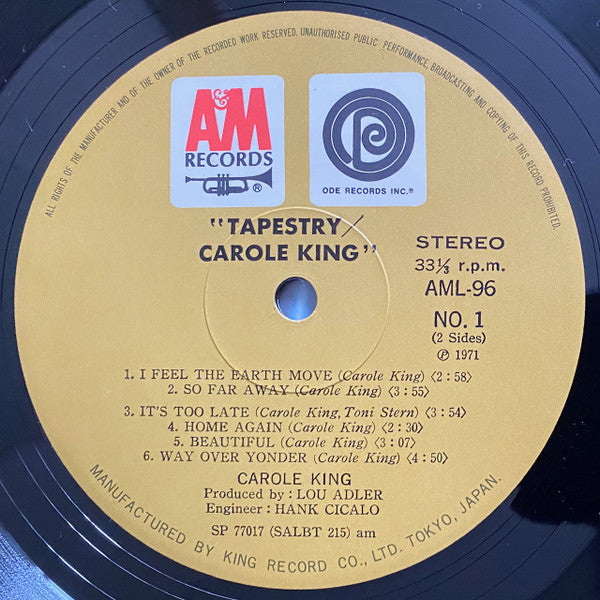 ALL RIGHTS OF THE MANUFACTURER AND OF THE OWNER OF THE RECORDED WORK RESERVED. UNAUTHORISED PUBLIC PERFORMANCE, BROADCASTING AND COPYING OF THIS RECORD PROHIBITED.
A&M
RECORDS
®
ODE RECORDS INC.®
"TAPESTRY/
CAROLE KING"
STEREO
33⅓ r.p.m.
AML-96
NO. 1
(2 Sides)
℗ 1971
1. I FEEL THE EARTH MOVE (Carole King) 〈2:58〉
2. SO FAR AWAY (Carole King) 〈3:55〉
3. IT'S TOO LATE (Carole King, Toni Stern) 〈3:54〉
4. HOME AGAIN (Carole King) 〈2:30〉
5. BEAUTIFUL (Carole King) 〈3:07〉
6. WAY OVER YONDER (Carole King) 〈4:50〉
CAROLE KING
Produced by : LOU ADLER
Engineer : HANK CICALO
SP 77017 (SALBT 215) am
MANUFACTURED BY KING RECORD CO., LTD. TOKYO, JAPAN.